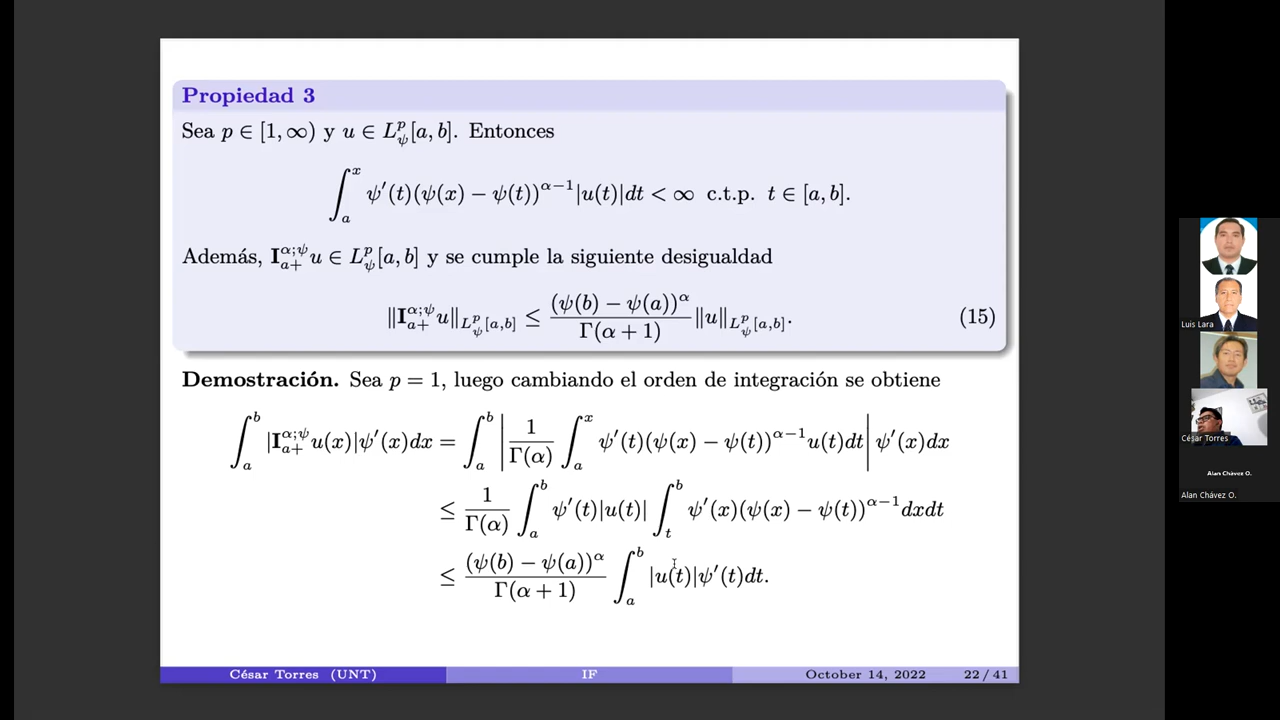 Propiedad 3
Sea p ∈ [1, ∞) y u ∈ L^p_ψ[a, b]. Entonces
∫_a^x ψ′(t)(ψ(x) − ψ(t))^{α−1}|u(t)|dt < ∞ c.t.p. t ∈ [a, b].
Además, I^{α;ψ}_{a+} u ∈ L^p_ψ[a, b] y se cumple la siguiente desigualdad
‖I^{α;ψ}_{a+} u‖_{L^p_ψ[a,b]} ≤ (ψ(b) − ψ(a))^α / Γ(α + 1) ‖u‖_{L^p_ψ[a,b]}. (15)
Demostración. Sea p = 1, luego cambiando el orden de integración se obtiene
∫_a^b |I^{α;ψ}_{a+} u(x)|ψ′(x)dx = ∫_a^b | 1/Γ(α) ∫_a^x ψ′(t)(ψ(x) − ψ(t))^{α−1}u(t)dt | ψ′(x)dx
≤ 1/Γ(α) ∫_a^b ψ′(t)|u(t)| ∫_t^b ψ′(x)(ψ(x) − ψ(t))^{α−1}dxdt
≤ (ψ(b) − ψ(a))^α / Γ(α + 1) ∫_a^b |u(t)|ψ′(t)dt.
César Torres (UNT) IF October 14, 2022 22 / 41
Luis Lara
César Torres
Alan Chávez O.
Alan Chávez O.